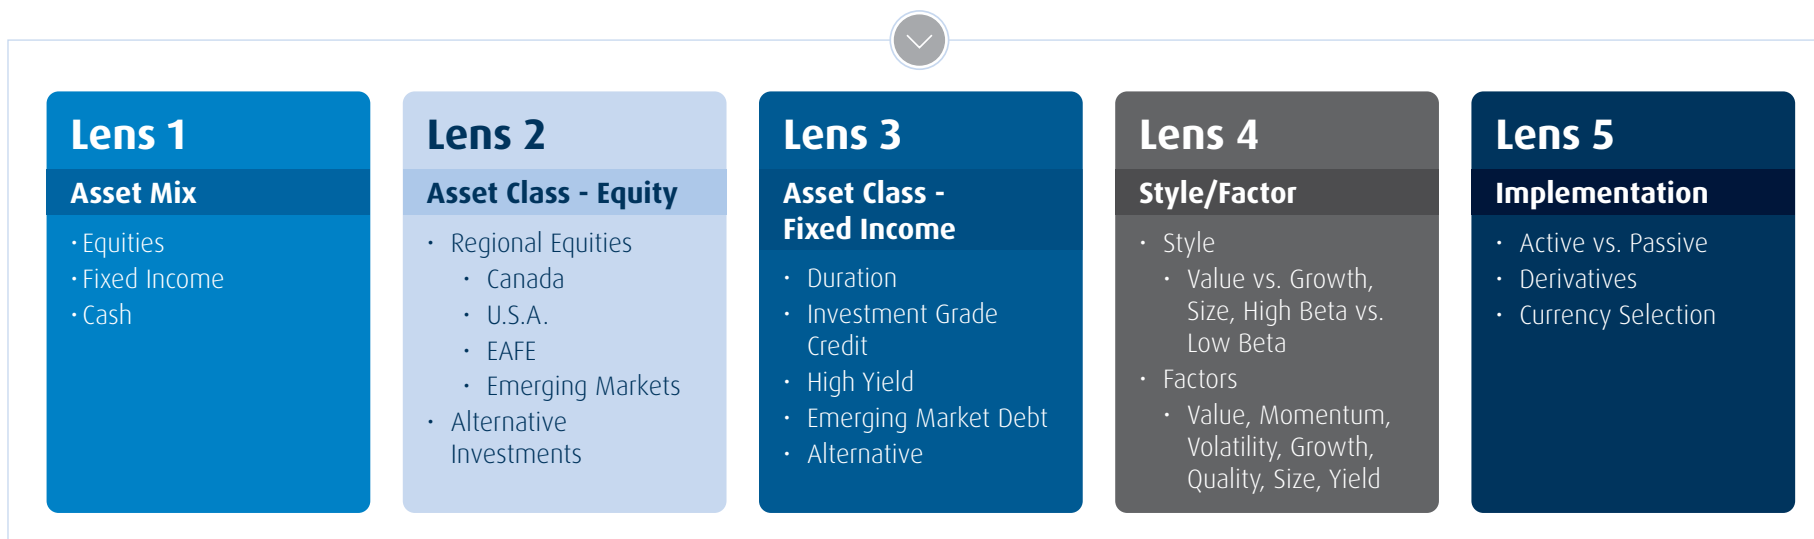 Lens 1
Asset Mix
· Equities
· Fixed Income
· Cash
Lens 2
Asset Class - Equity
· Regional Equities
· Canada
· U.S.A.
· EAFE
· Emerging Markets
· Alternative
Investments
Lens 3
Asset Class -
Fixed Income
· Duration
· Investment Grade
Credit
· High Yield
· Emerging Market Debt
· Alternative
Lens 4
Style/Factor
· Style
· Value vs. Growth,
Size, High Beta vs.
Low Beta
· Factors
· Value, Momentum,
Volatility, Growth,
Quality, Size, Yield
Lens 5
Implementation
· Active vs. Passive
· Derivatives
· Currency Selection